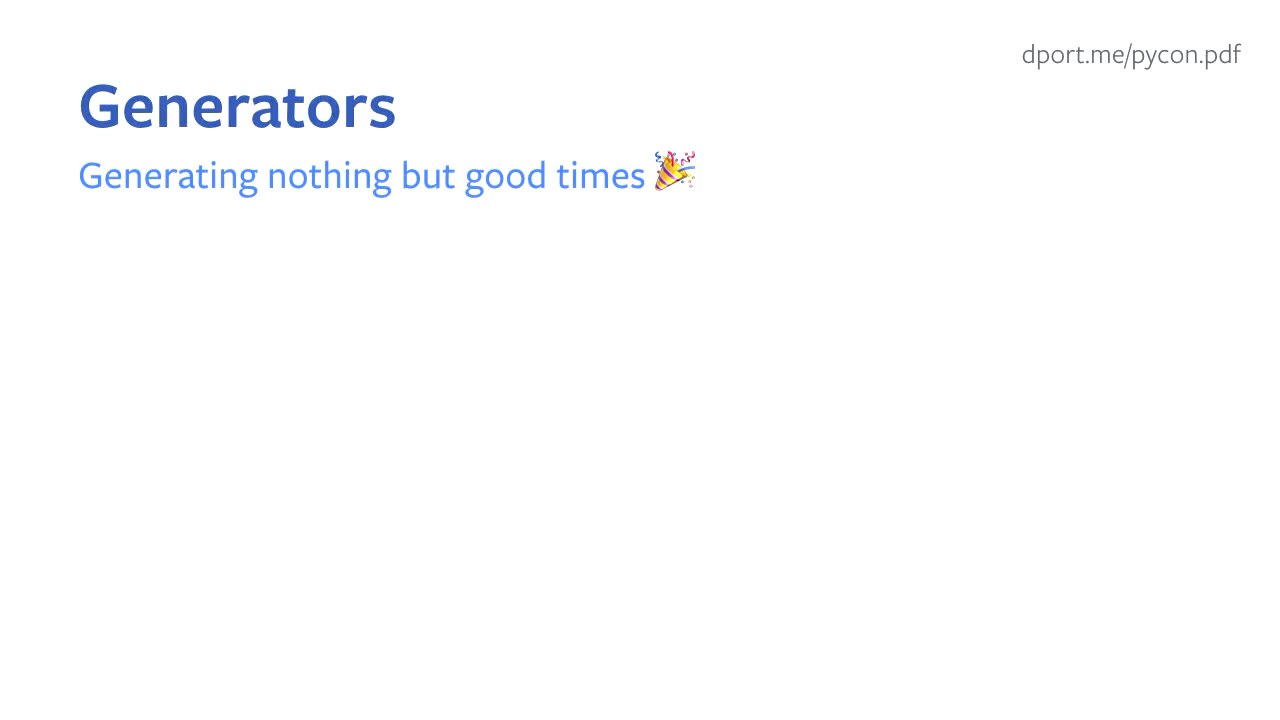 dport.me/pycon.pdf
Generators
Generating nothing but good times 🎉